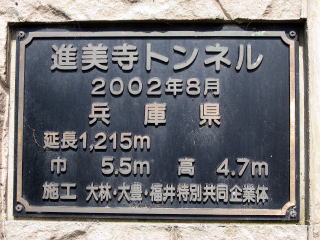 進美寺トンネル
2002年8月
兵庫県
延長1,215m
巾 5.5m 高 4.7m
施工 大林・大豊・福井特別共同企業体